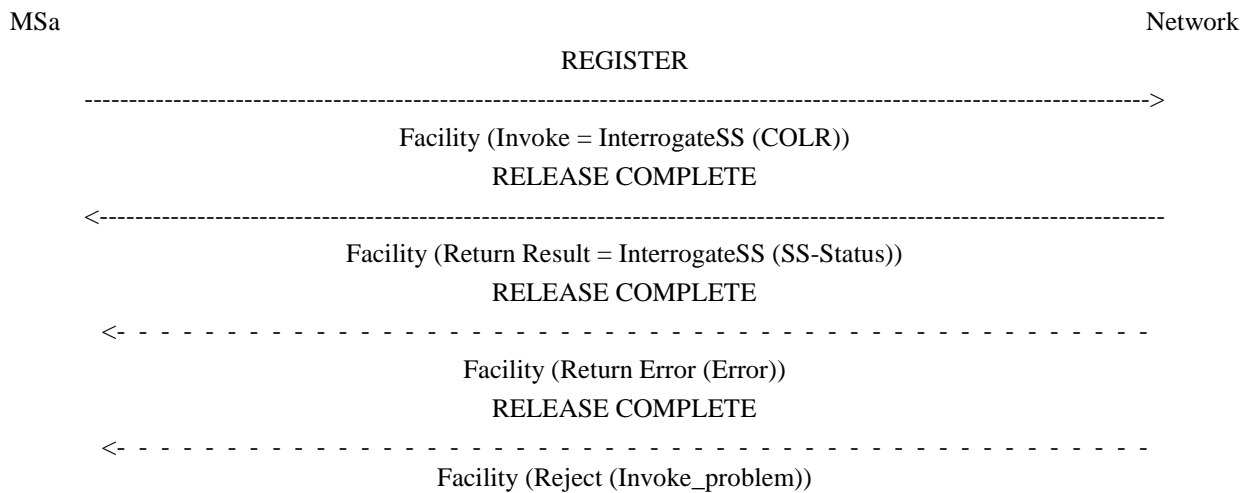 MSa Network
REGISTER
------------------------------------------------------------------------------------------------------------------------>
Facility (Invoke = InterrogateSS (COLR))
RELEASE COMPLETE
<------------------------------------------------------------------------------------------------------------------------
Facility (Return Result = InterrogateSS (SS-Status))
RELEASE COMPLETE
<- - - - - - - - - - - - - - - - - - - - - - - - - - - - - - - - - - - - - - - - - - - - - - -
Facility (Return Error (Error))
RELEASE COMPLETE
<- - - - - - - - - - - - - - - - - - - - - - - - - - - - - - - - - - - - - - - - - - - - - - -
Facility (Reject (Invoke_problem))